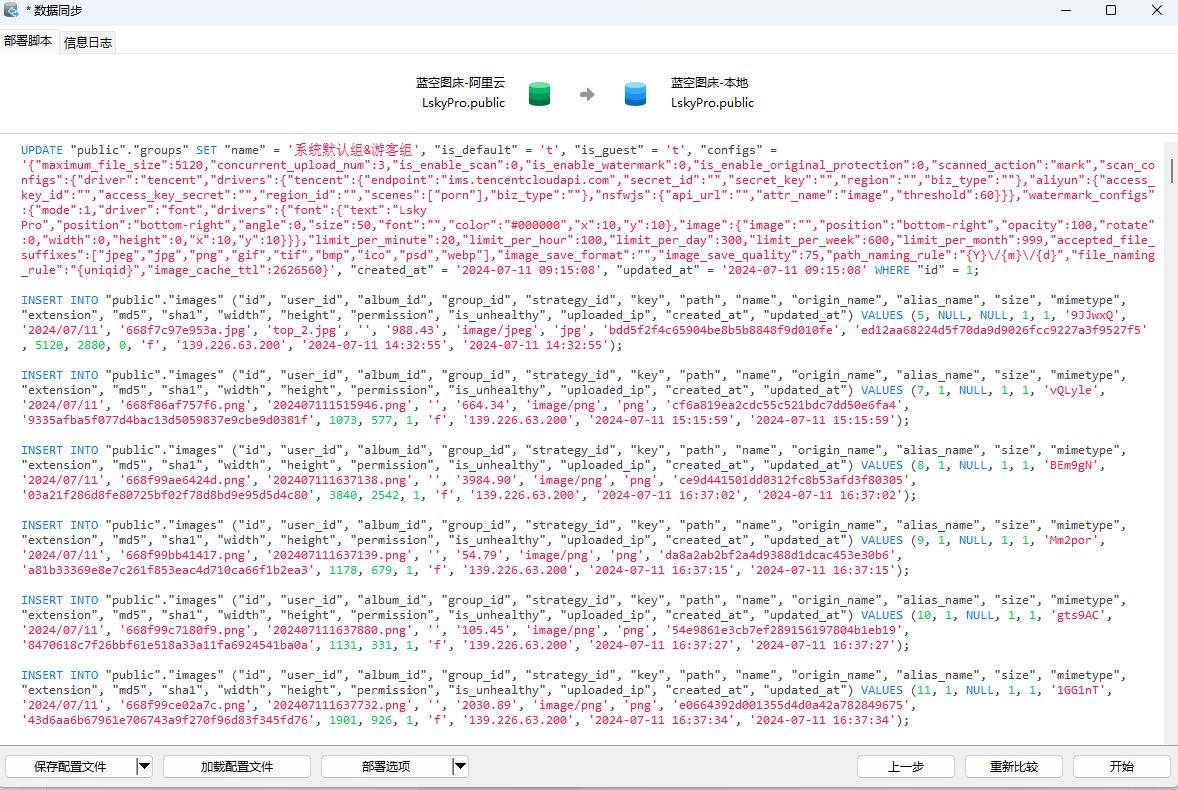 * 数据同步
部署脚本 信息日志
蓝空图床-阿里云 蓝空图床-本地
LskyPro.public LskyPro.public
UPDATE "public"."groups" SET "name" = '系统默认组&游客组', "is_default" = 't', "is_guest" = 't', "configs" =
'{"maximum_file_size":5120,"concurrent_upload_num":3,"is_enable_scan":0,"is_enable_watermark":0,"is_enable_original_protection":0,"scanned_action":"mark","scan_co
nfigs":{"driver":"tencent","drivers":{"tencent":{"endpoint":"ims.tencentcloudapi.com","secret_id":"","secret_key":"","region":"","biz_type":""},"aliyun":{"access_
key_id":"","access_key_secret":"","region_id":"","scenes":["porn"],"biz_type":""},"nsfwjs":{"api_url":"","attr_name":"image","threshold":60}}},"watermark_configs"
:{"mode":1,"driver":"font","drivers":{"font":{"text":"Lsky
Pro","position":"bottom-right","angle":0,"size":50,"font":"","color":"#000000","x":10,"y":10},"image":{"image":"","position":"bottom-right","opacity":100,"rotate"
:0,"width":0,"height":0,"x":10,"y":10}}},"limit_per_minute":20,"limit_per_hour":100,"limit_per_day":300,"limit_per_week":600,"limit_per_month":999,"accepted_file_
suffixes":["jpeg","jpg","png","gif","tif","bmp","ico","psd","webp"],"image_save_format":"","image_save_quality":75,"path_naming_rule":"{Y}\/{m}\/{d}","file_naming
_rule":"{uniqid}","image_cache_ttl":2626560}', "created_at" = '2024-07-11 09:15:08', "updated_at" = '2024-07-11 09:15:08' WHERE "id" = 1;
INSERT INTO "public"."images" ("id", "user_id", "album_id", "group_id", "strategy_id", "key", "path", "name", "origin_name", "alias_name", "size", "mimetype",
"extension", "md5", "sha1", "width", "height", "permission", "is_unhealthy", "uploaded_ip", "created_at", "updated_at") VALUES (5, NULL, NULL, 1, 1, '9JJwxQ',
'2024/07/11', '668f7c97e953a.jpg', 'top_2.jpg', '', '988.43', 'image/jpeg', 'jpg', 'bdd5f2f4c65904be8b5b8848f9d010fe', 'ed12aa68224d5f70da9d9026fcc9227a3f9527f5'
, 5120, 2880, 0, 'f', '139.226.63.200', '2024-07-11 14:32:55', '2024-07-11 14:32:55');
INSERT INTO "public"."images" ("id", "user_id", "album_id", "group_id", "strategy_id", "key", "path", "name", "origin_name", "alias_name", "size", "mimetype",
"extension", "md5", "sha1", "width", "height", "permission", "is_unhealthy", "uploaded_ip", "created_at", "updated_at") VALUES (7, 1, NULL, 1, 1, 'vQLyle',
'2024/07/11', '668f86af757f6.png', '202407111515946.png', '', '664.34', 'image/png', 'png', 'cf6a819ea2cdc55c521bdc7dd50e6fa4',
'9335afba5f077d4bac13d5059837e9cbe9d0381f', 1073, 577, 1, 'f', '139.226.63.200', '2024-07-11 15:15:59', '2024-07-11 15:15:59');
INSERT INTO "public"."images" ("id", "user_id", "album_id", "group_id", "strategy_id", "key", "path", "name", "origin_name", "alias_name", "size", "mimetype",
"extension", "md5", "sha1", "width", "height", "permission", "is_unhealthy", "uploaded_ip", "created_at", "updated_at") VALUES (8, 1, NULL, 1, 1, 'BEm9gN',
'2024/07/11', '668f99ae6424d.png', '202407111637138.png', '', '3984.90', 'image/png', 'png', 'ce9d441501dd0312fc8b53afd3f80305',
'03a21f286d8fe80725bf02f78d8bd9e95d5d4c80', 3840, 2542, 1, 'f', '139.226.63.200', '2024-07-11 16:37:02', '2024-07-11 16:37:02');
INSERT INTO "public"."images" ("id", "user_id", "album_id", "group_id", "strategy_id", "key", "path", "name", "origin_name", "alias_name", "size", "mimetype",
"extension", "md5", "sha1", "width", "height", "permission", "is_unhealthy", "uploaded_ip", "created_at", "updated_at") VALUES (9, 1, NULL, 1, 1, 'Mm2por',
'2024/07/11', '668f99bb41417.png', '202407111637139.png', '', '54.79', 'image/png', 'png', 'da8a2ab2bf2a4d9388d1dcac453e30b6',
'a81b33369e8e7c261f853eac4d710ca66f1b2ea3', 1178, 679, 1, 'f', '139.226.63.200', '2024-07-11 16:37:15', '2024-07-11 16:37:15');
INSERT INTO "public"."images" ("id", "user_id", "album_id", "group_id", "strategy_id", "key", "path", "name", "origin_name", "alias_name", "size", "mimetype",
"extension", "md5", "sha1", "width", "height", "permission", "is_unhealthy", "uploaded_ip", "created_at", "updated_at") VALUES (10, 1, NULL, 1, 1, 'gts9AC',
'2024/07/11', '668f99c7180f9.png', '202407111637880.png', '', '105.45', 'image/png', 'png', '54e9861e3cb7ef289156197804b1eb19',
'8470618c7f26bbf61e518a33a11fa6924541ba0a', 1131, 331, 1, 'f', '139.226.63.200', '2024-07-11 16:37:27', '2024-07-11 16:37:27');
INSERT INTO "public"."images" ("id", "user_id", "album_id", "group_id", "strategy_id", "key", "path", "name", "origin_name", "alias_name", "size", "mimetype",
"extension", "md5", "sha1", "width", "height", "permission", "is_unhealthy", "uploaded_ip", "created_at", "updated_at") VALUES (11, 1, NULL, 1, 1, '1GG1nT',
'2024/07/11', '668f99ce02a7c.png', '202407111637732.png', '', '2030.89', 'image/png', 'png', 'e0664392d001355d4d0a42a782849675',
'43d6aa6b67961e706743a9f270f96d83f345fd76', 1901, 926, 1, 'f', '139.226.63.200', '2024-07-11 16:37:34', '2024-07-11 16:37:34');
保存配置文件 加载配置文件 部署选项 上一步 重新比较 开始